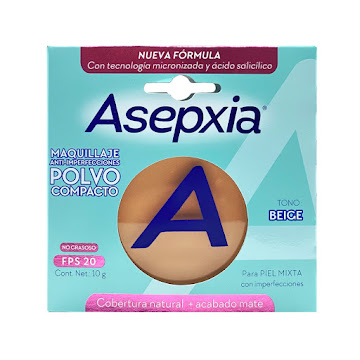 NUEVA FÓRMULA
Con tecnología micronizada y ácido salicílico
Asepxia®
MAQUILLAJE
ANTI-IMPERFECCIONES
POLVO
COMPACTO
A
TONO
BEIGE
NO GRASOSO
FPS 20
Cont. Net. 10 g
Para PIEL MIXTA
con imperfecciones
Cobertura natural + acabado mate